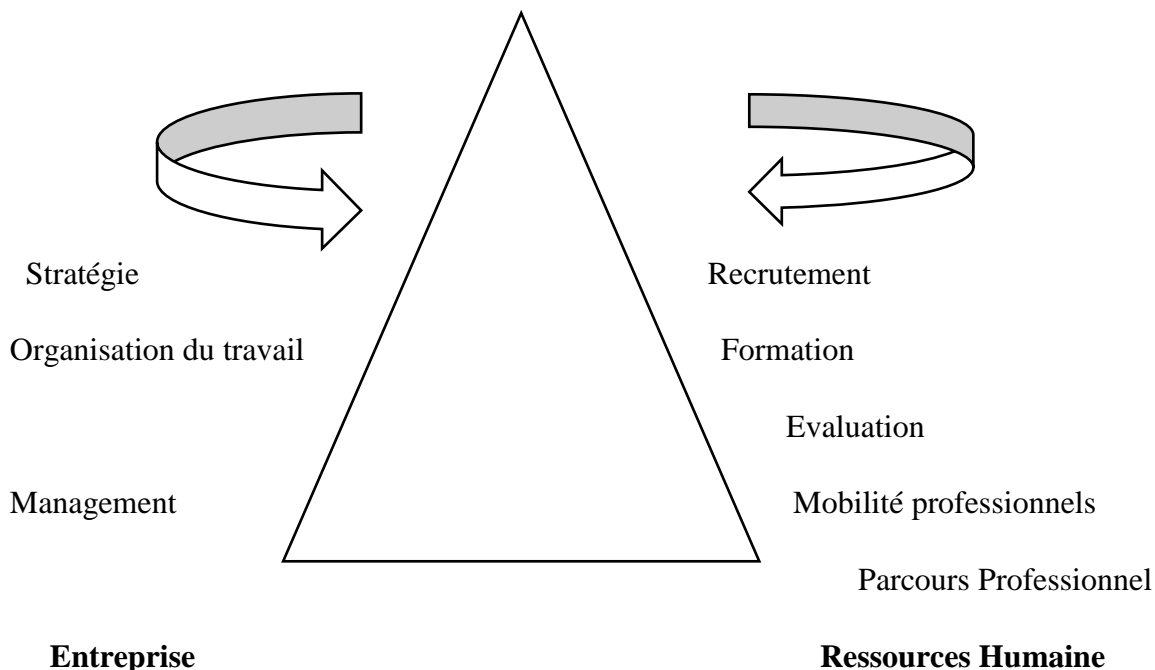 Stratégie Recrutement
Organisation du travail Formation
Evaluation
Management Mobilité professionnels
Parcours Professionnel
Entreprise Ressources Humaine